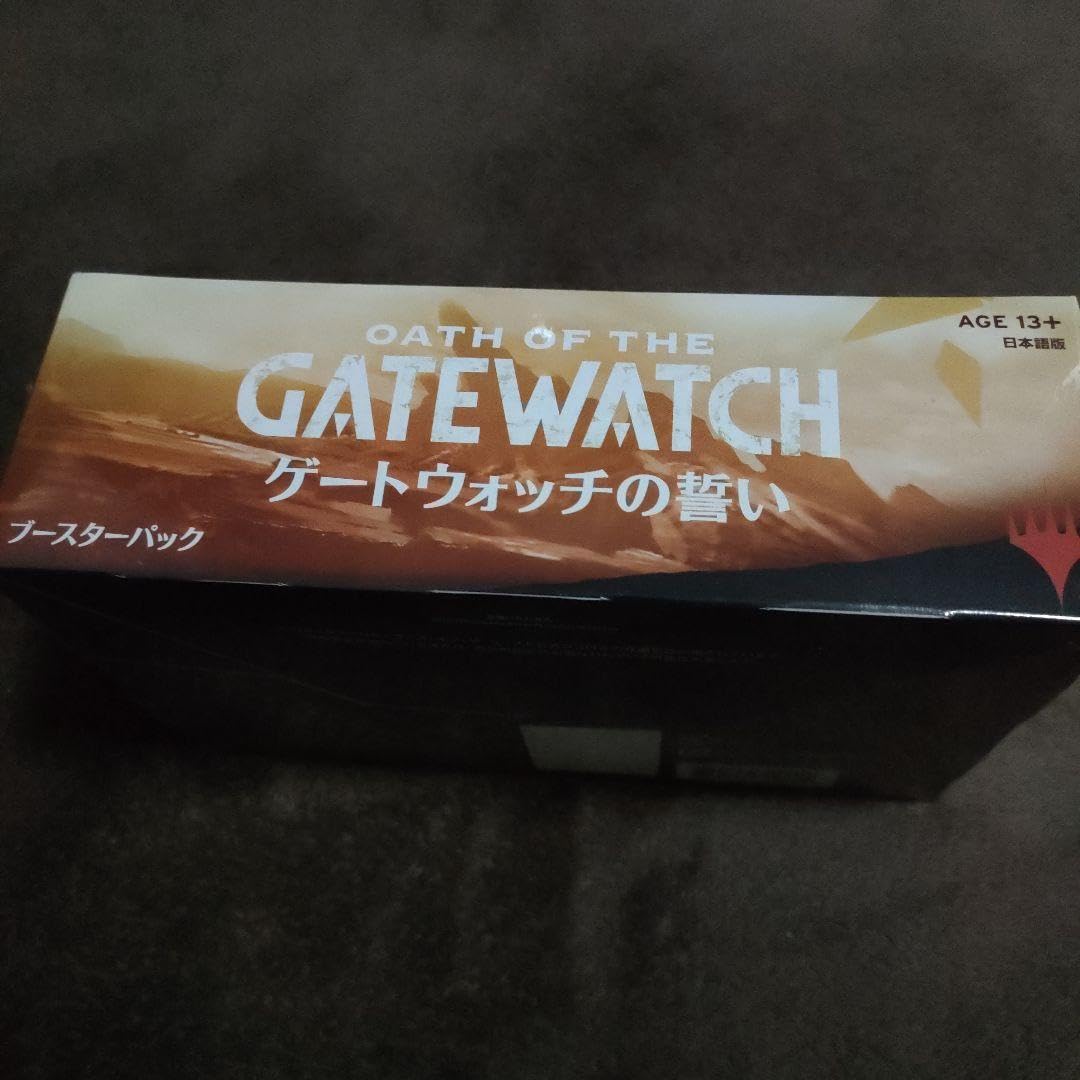 OATH OF THE
GATEWATCH
ゲートウォッチの誓い
AGE 13+
日本語版
ブースターパック